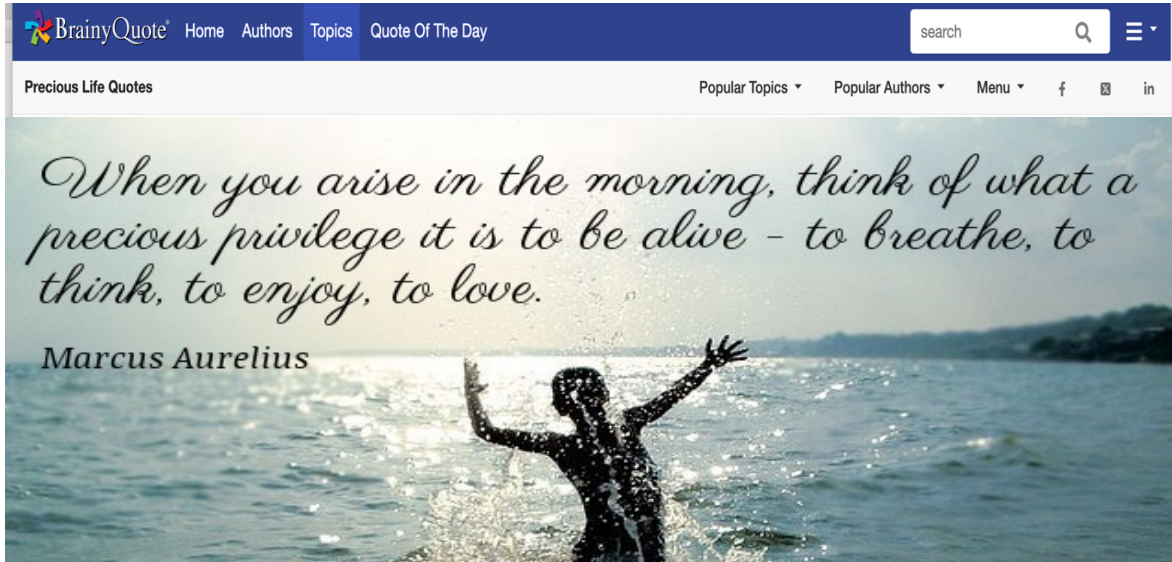 BrainyQuote® Home Authors Topics Quote Of The Day search
Precious Life Quotes Popular Topics Popular Authors Menu f X in
When you arise in the morning, think of what a
precious privilege it is to be alive – to breathe, to
think, to enjoy, to love.
Marcus Aurelius